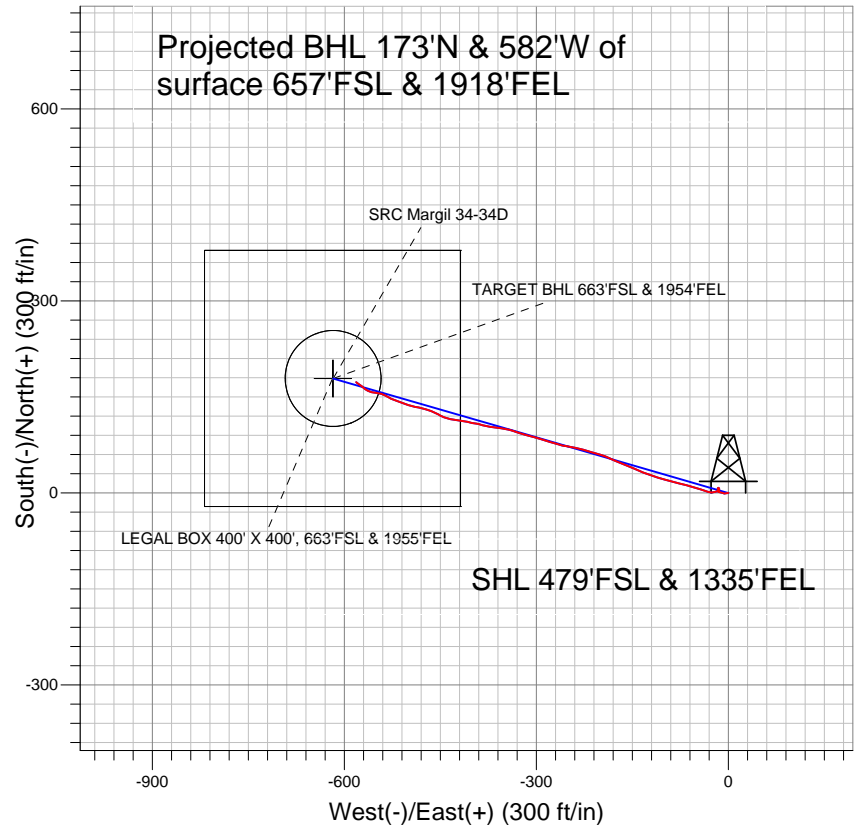 Projected BHL 173'N & 582'W of
surface 657'FSL & 1918'FEL
600
SRC Margil 34-34D
TARGET BHL 663'FSL & 1954'FEL
300
South(-)/North(+) (300 ft/in)
0
LEGAL BOX 400' X 400', 663'FSL & 1955'FEL
SHL 479'FSL & 1335'FEL
-300
-900
-600
-300
0
West(-)/East(+) (300 ft/in)